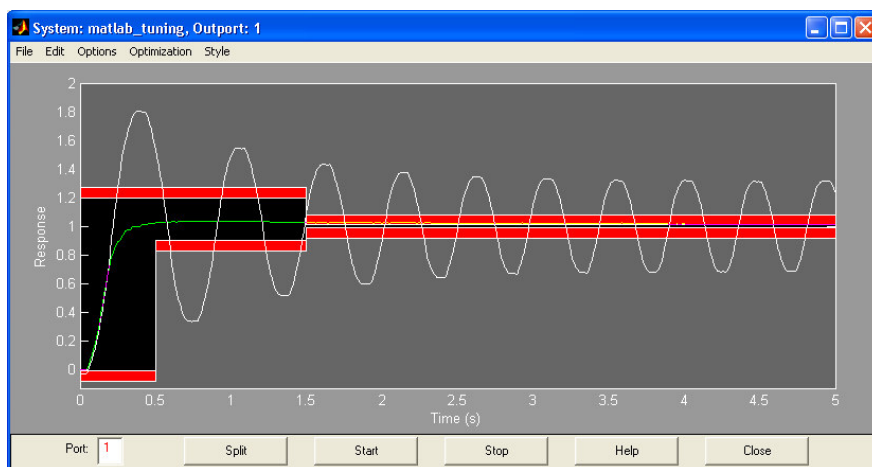 System: matlab_tuning, Outport: 1
File Edit Options Optimization Style
2
1.8
1.6
1.4
1.2
1
0.8
0.6
0.4
0.2
0
Response
0 0.5 1 1.5 2 2.5 3 3.5 4 4.5 5
Time (s)
Port: 1 Split Start Stop Help Close